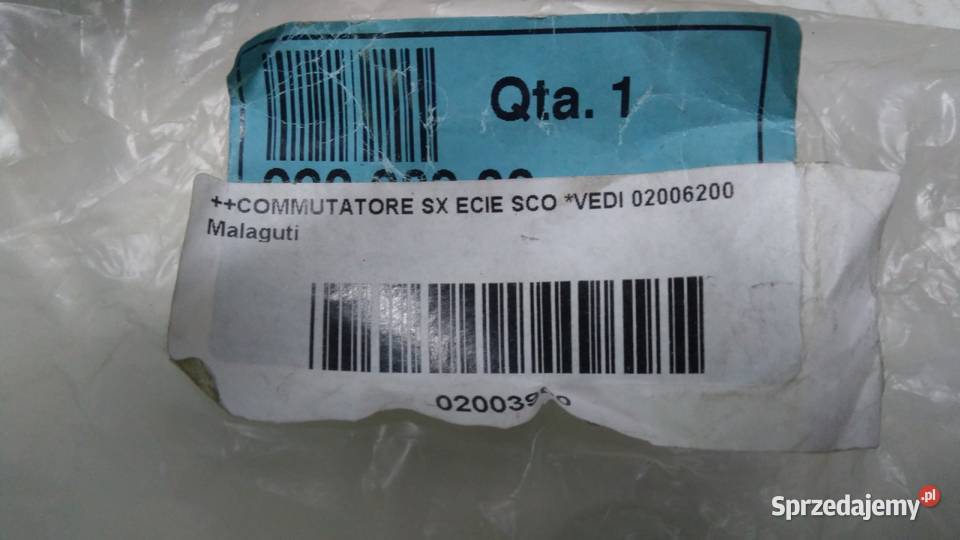 Qta. 1
++COMMUTATORE SX ECIE SCO *VEDI 02006200
Malaguti
Sprzedajemy.pl